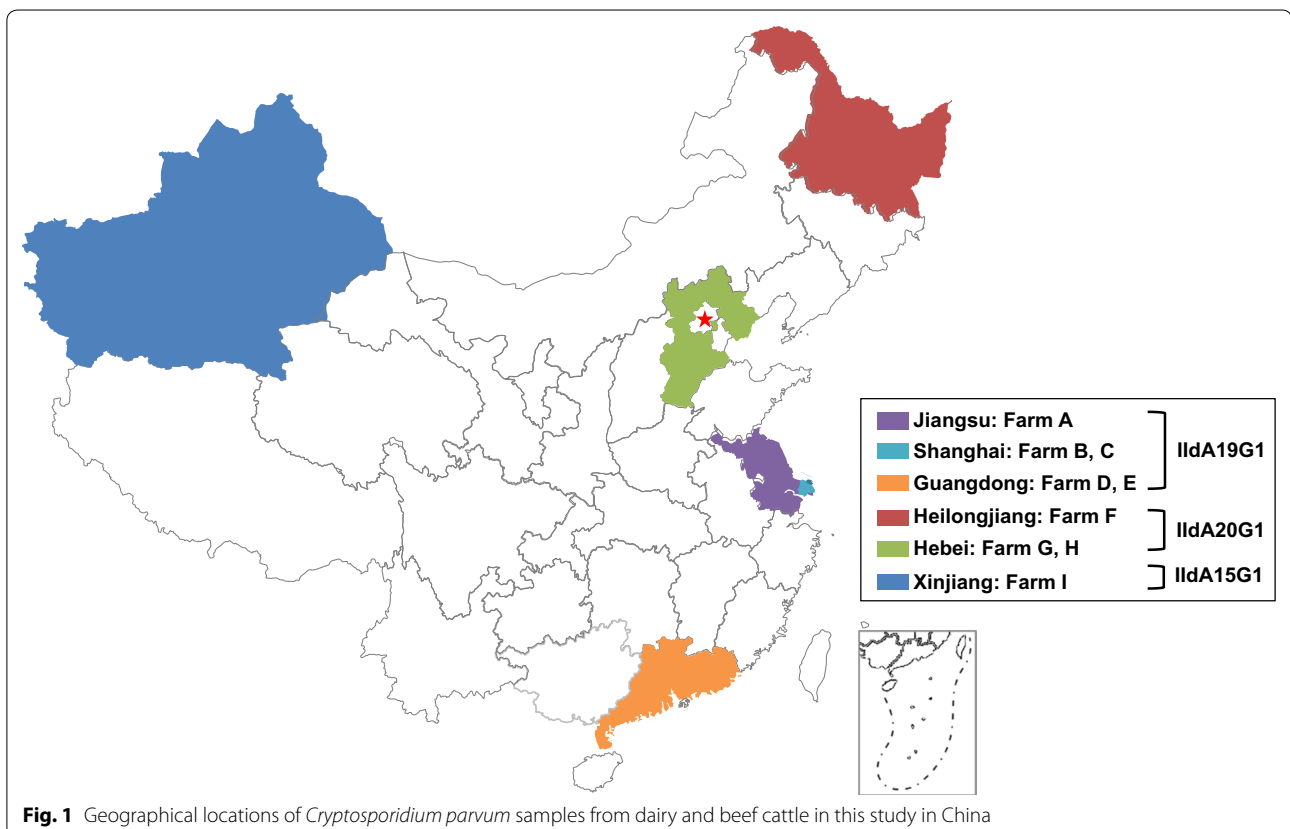 Jiangsu: Farm A
Shanghai: Farm B, C
Guangdong: Farm D, E
IIdA19G1
Heilongjiang: Farm F
Hebei: Farm G, H
IIdA20G1
Xinjiang: Farm I
IIdA15G1
Fig. 1 Geographical locations of Cryptosporidium parvum samples from dairy and beef cattle in this study in China